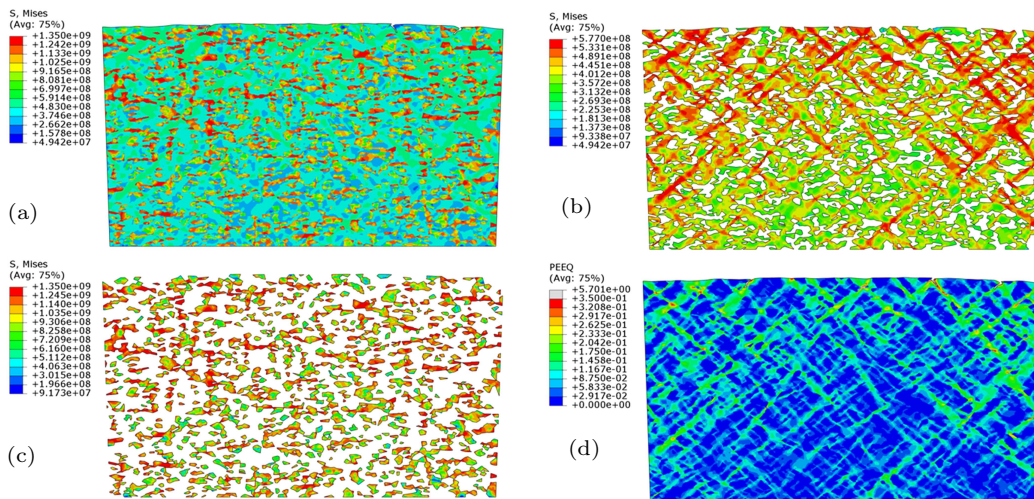 S, Mises
(Avg: 75%)
+1.350e+09
+1.242e+09
+1.133e+09
+1.025e+09
+9.165e+08
+8.081e+08
+6.997e+08
+5.914e+08
+4.830e+08
+3.746e+08
+2.662e+08
+1.578e+08
+4.942e+07
(a)
S, Mises
(Avg: 75%)
+5.770e+08
+5.331e+08
+4.891e+08
+4.451e+08
+4.012e+08
+3.572e+08
+3.132e+08
+2.693e+08
+2.253e+08
+1.813e+08
+1.373e+08
+9.338e+07
+4.942e+07
(b)
S, Mises
(Avg: 75%)
+1.350e+09
+1.245e+09
+1.140e+09
+1.035e+09
+9.306e+08
+8.258e+08
+7.209e+08
+6.160e+08
+5.112e+08
+4.063e+08
+3.015e+08
+1.966e+08
+9.173e+07
(c)
PEEQ
(Avg: 75%)
+5.701e+00
+3.500e-01
+3.208e-01
+2.917e-01
+2.625e-01
+2.333e-01
+2.042e-01
+1.750e-01
+1.458e-01
+1.167e-01
+8.750e-02
+5.833e-02
+2.917e-02
+0.000e+00
(d)